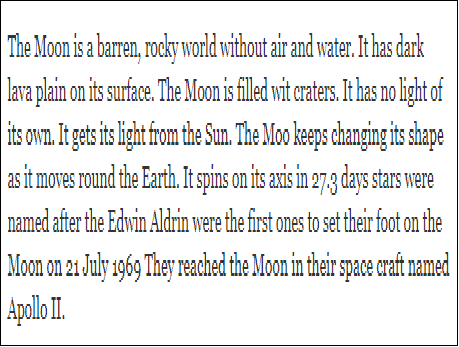 The Moon is a barren, rocky world without air and water. It has dark
lava plain on its surface. The Moon is filled wit craters. It has no light of
its own. It gets its light from the Sun. The Moo keeps changing its shape
as it moves round the Earth. It spins on its axis in 27.3 days stars were
named after the Edwin Aldrin were the first ones to set their foot on the
Moon on 21 July 1969 They reached the Moon in their space craft named
Apollo II.